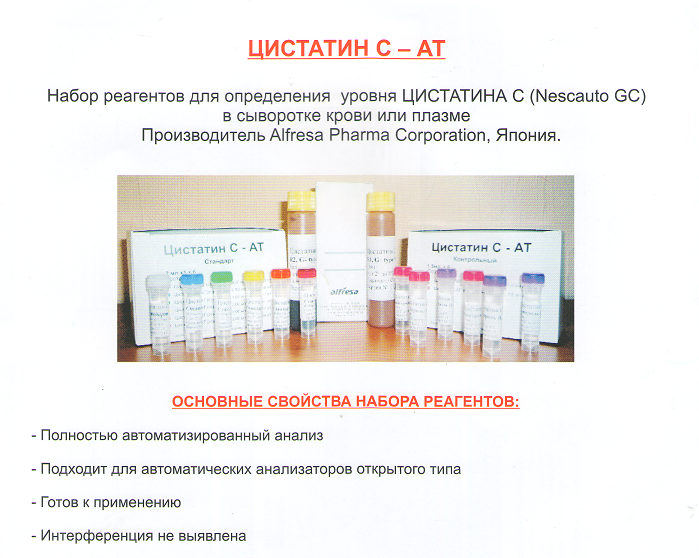 ЦИСТАТИН С – АТ
Набор реагентов для определения уровня ЦИСТАТИНА С (Nescauto GC)
в сыворотке крови или плазме
Производитель Alfresa Pharma Corporation, Япония.
Цистатин С - АТ
Стандарт
Цистатин С - АТ
Контрольный
alfresa
ОСНОВНЫЕ СВОЙСТВА НАБОРА РЕАГЕНТОВ:
- Полностью автоматизированный анализ
- Подходит для автоматических анализаторов открытого типа
- Готов к применению
- Интерференция не выявлена